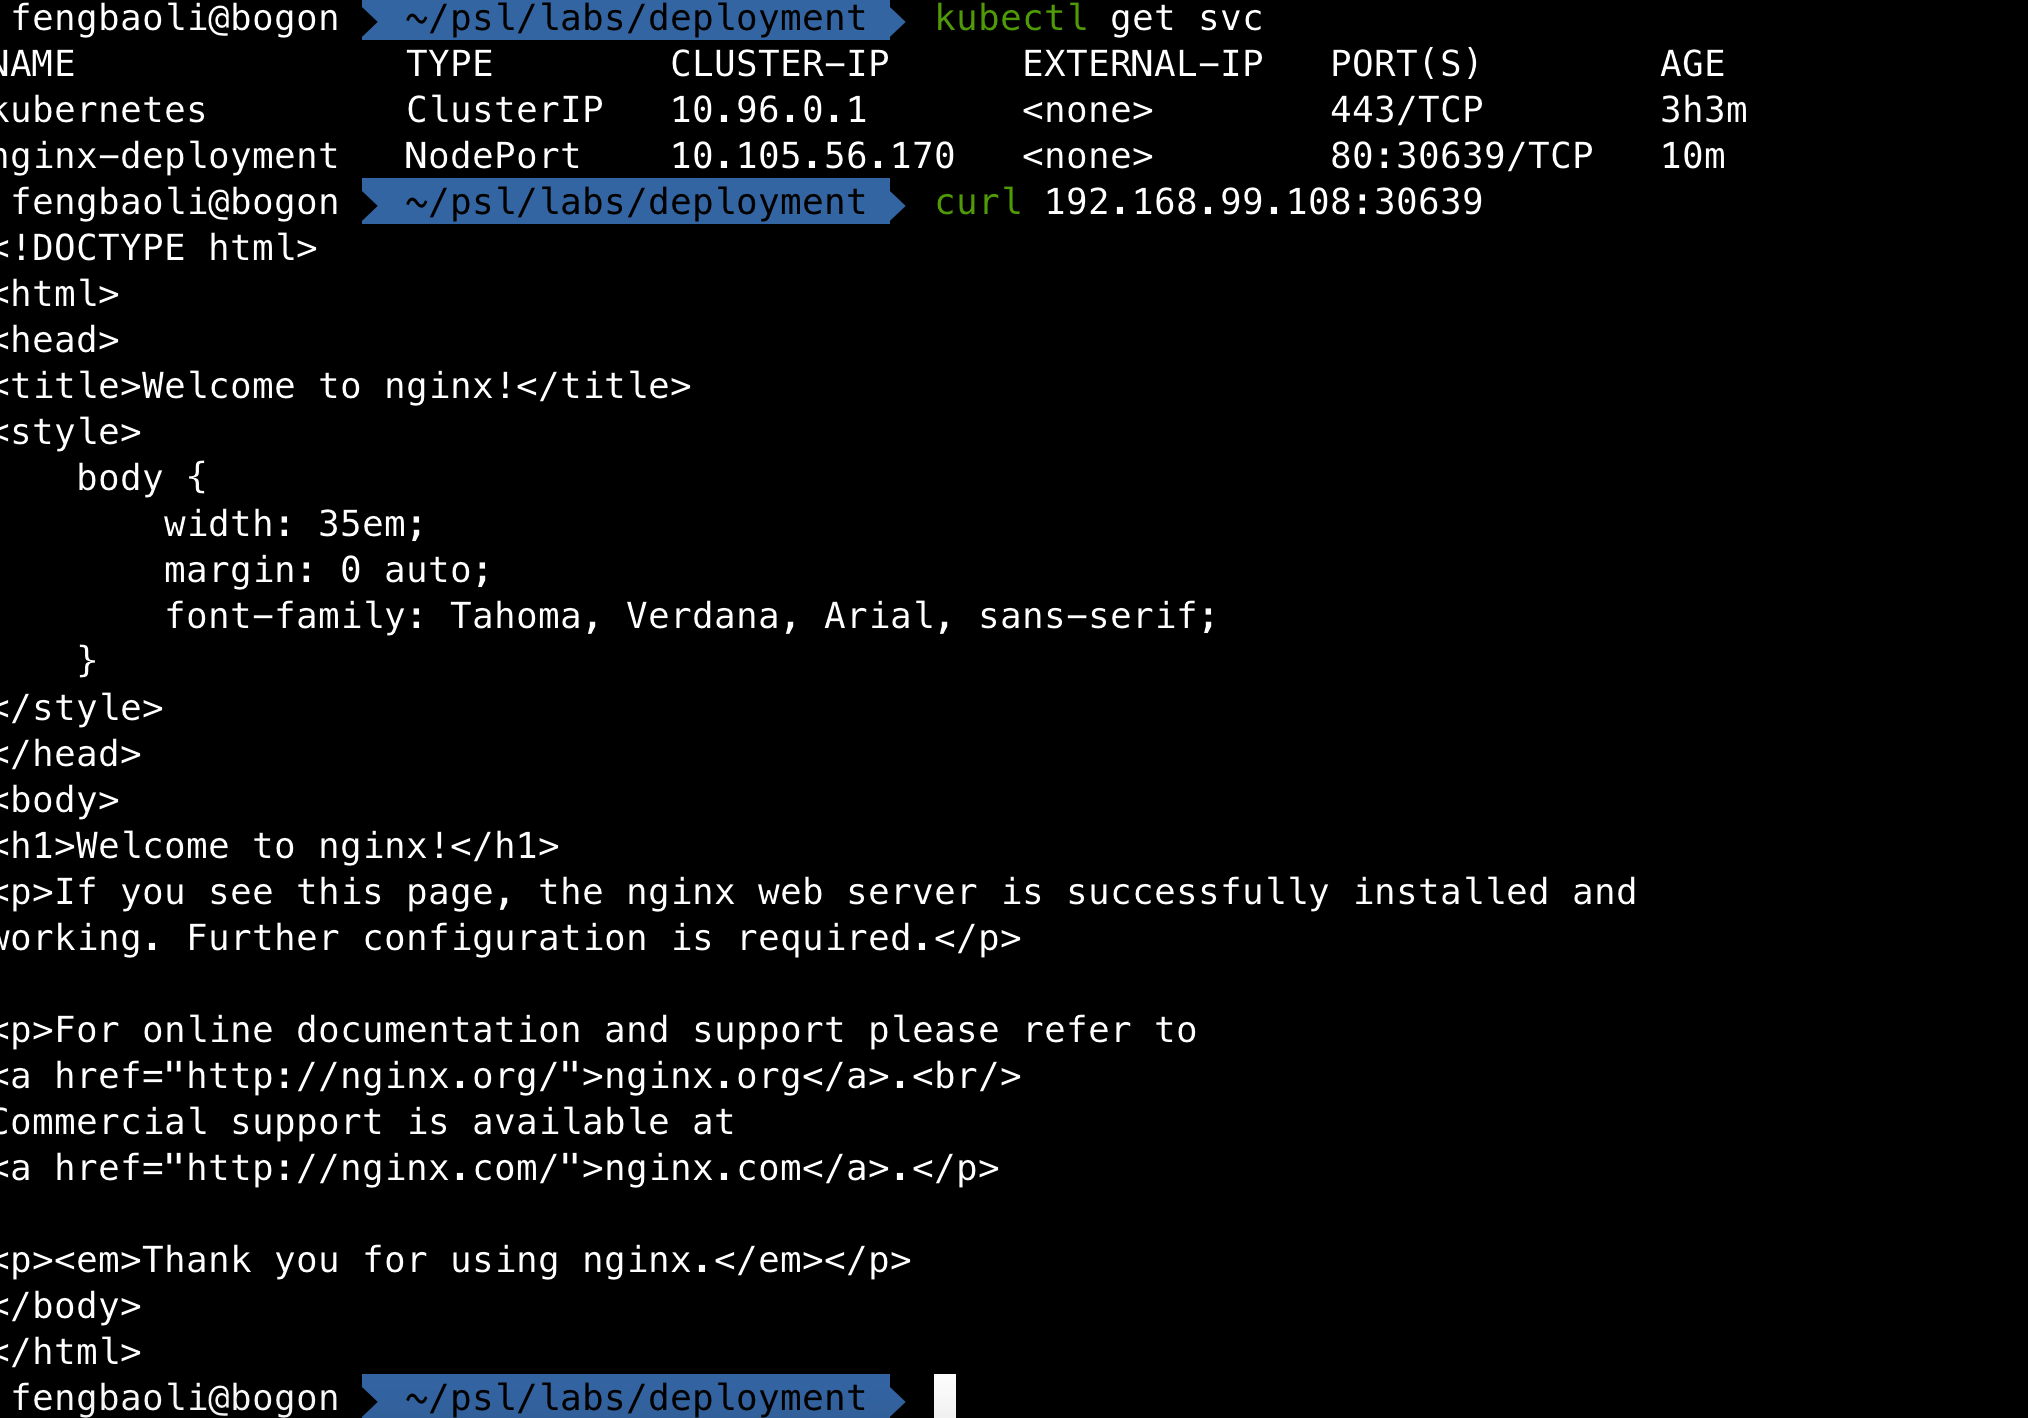 fengbaoli@bogon ~/psl/labs/deployment kubectl get svc
NAME TYPE CLUSTER-IP EXTERNAL-IP PORT(S) AGE
kubernetes ClusterIP 10.96.0.1 <none> 443/TCP 3h3m
nginx-deployment NodePort 10.105.56.170 <none> 80:30639/TCP 10m
fengbaoli@bogon ~/psl/labs/deployment curl 192.168.99.108:30639
<!DOCTYPE html>
<html>
<head>
<title>Welcome to nginx!</title>
<style>
    body {
        width: 35em;
        margin: 0 auto;
        font-family: Tahoma, Verdana, Arial, sans-serif;
    }
</style>
</head>
<body>
<h1>Welcome to nginx!</h1>
<p>If you see this page, the nginx web server is successfully installed and
working. Further configuration is required.</p>

<p>For online documentation and support please refer to
<a href="http://nginx.org/">nginx.org</a>.<br/>
Commercial support is available at
<a href="http://nginx.com/">nginx.com</a>.</p>

<p><em>Thank you for using nginx.</em></p>
</body>
</html>
fengbaoli@bogon ~/psl/labs/deployment